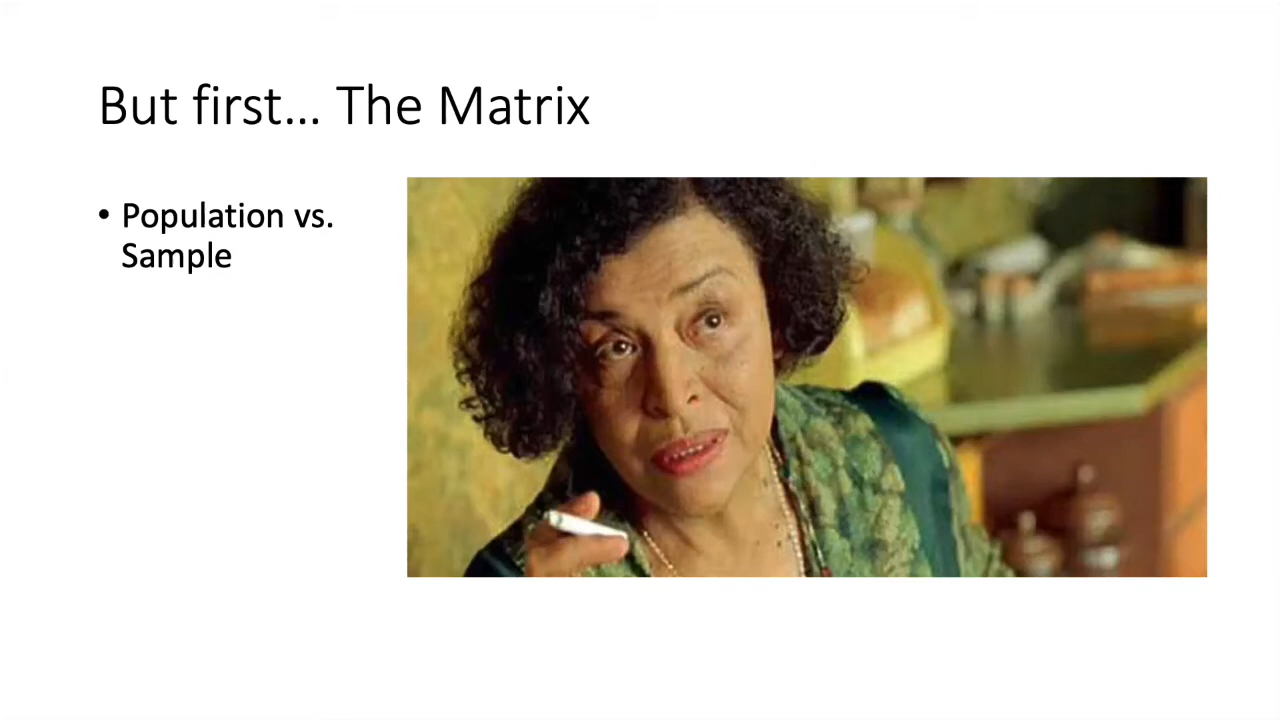 But first... The Matrix
• Population vs.
Sample